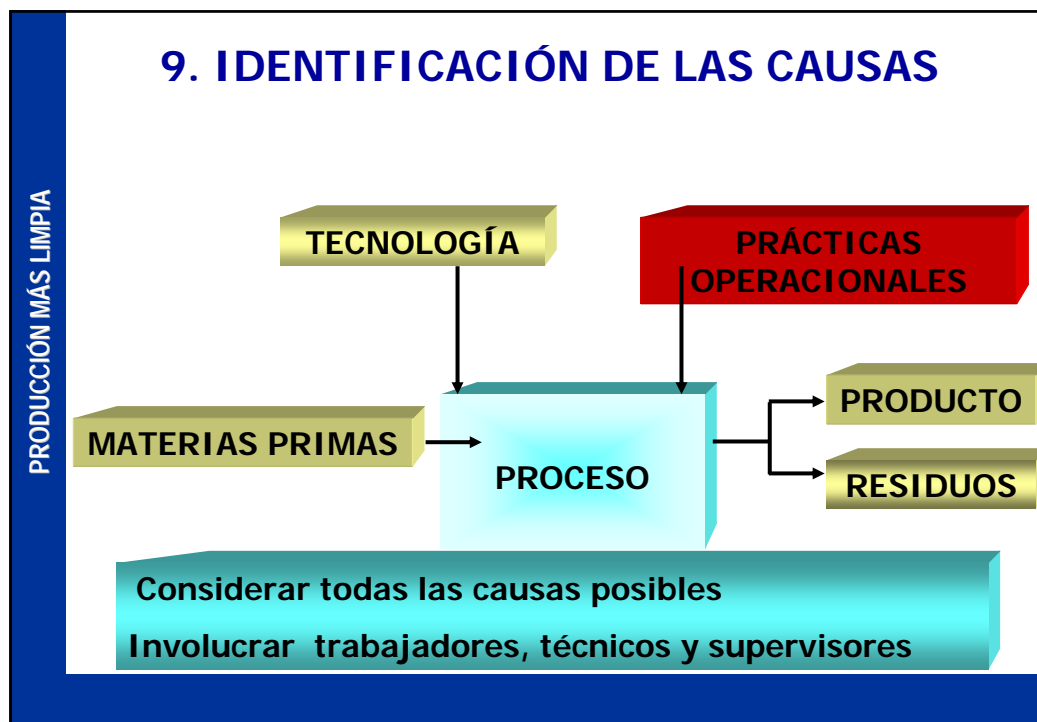 9. IDENTIFICACIÓN DE LAS CAUSAS
PRODUCCIÓN MÁS LIMPIA
TECNOLOGÍA
PRÁCTICAS
OPERACIONALES
MATERIAS PRIMAS
PROCESO
PRODUCTO
RESIDUOS
Considerar todas las causas posibles
Involucrar trabajadores, técnicos y supervisores